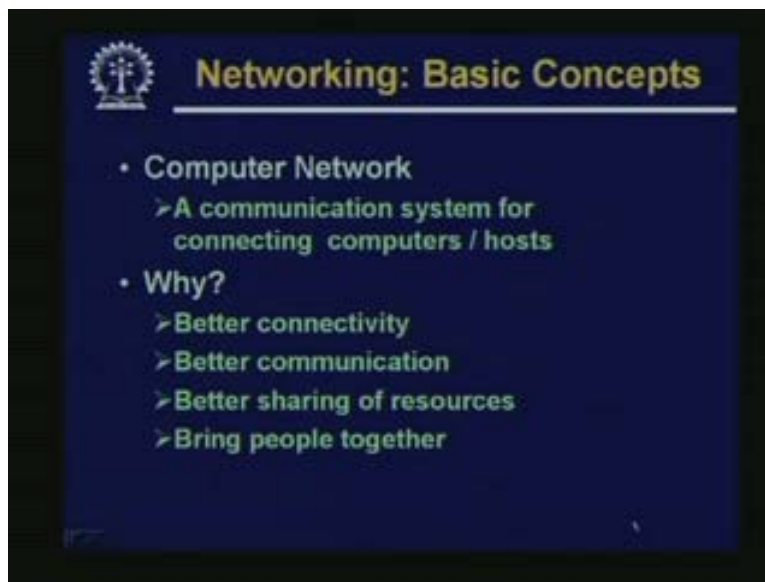 Networking: Basic Concepts
• Computer Network
➢A communication system for
connecting computers / hosts
• Why?
➢Better connectivity
➢Better communication
➢Better sharing of resources
➢Bring people together